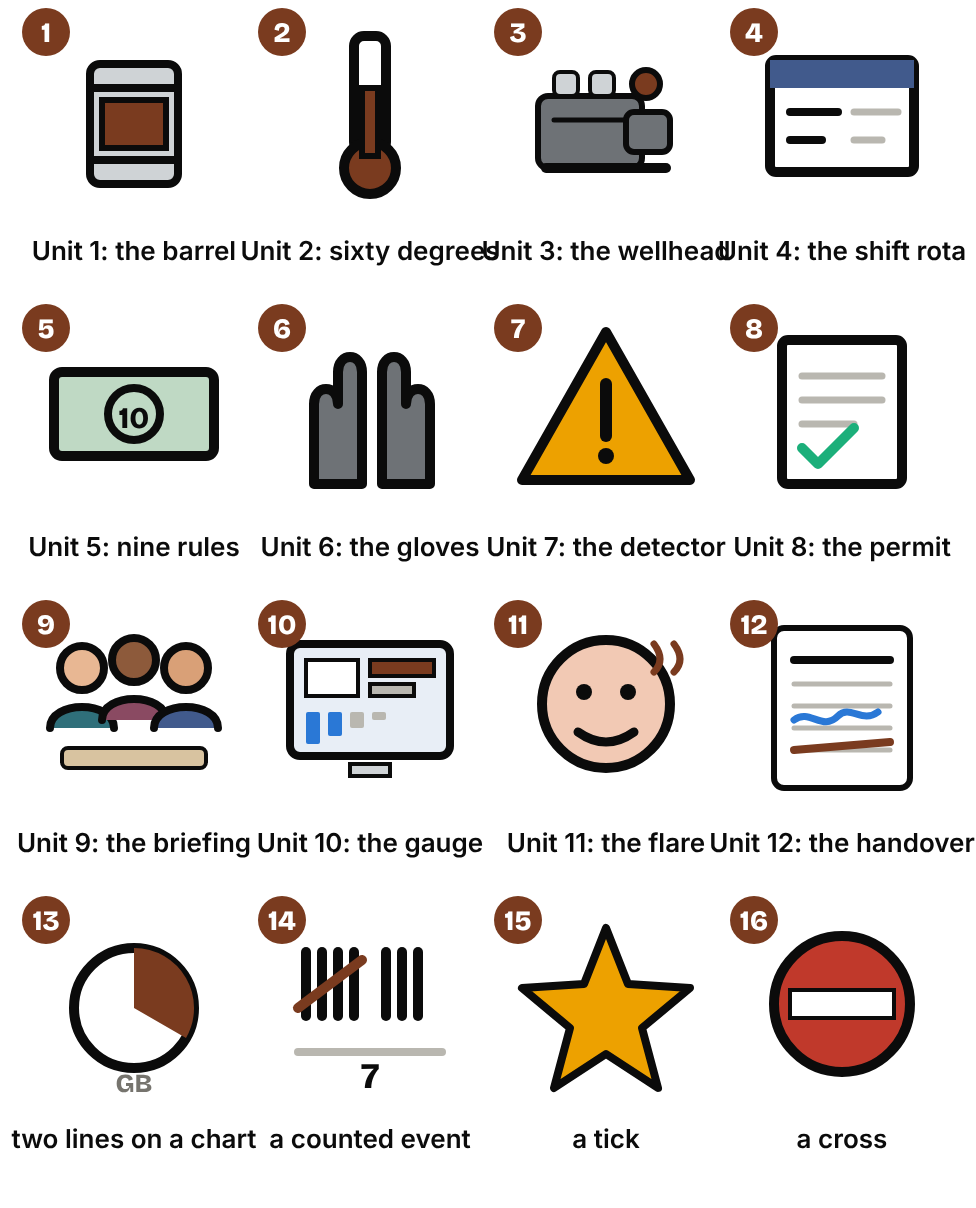 1
2
3
4
Unit 1: the barrel
Unit 2: sixty degrees
Unit 3: the wellhead
Unit 4: the shift rota
5
6
7
8
10
Unit 5: nine rules
Unit 6: the gloves
Unit 7: the detector
Unit 8: the permit
9
10
11
12
Unit 9: the briefing
Unit 10: the gauge
Unit 11: the flare
Unit 12: the handover
13
14
15
16
GB
7
two lines on a chart
a counted event
a tick
a cross